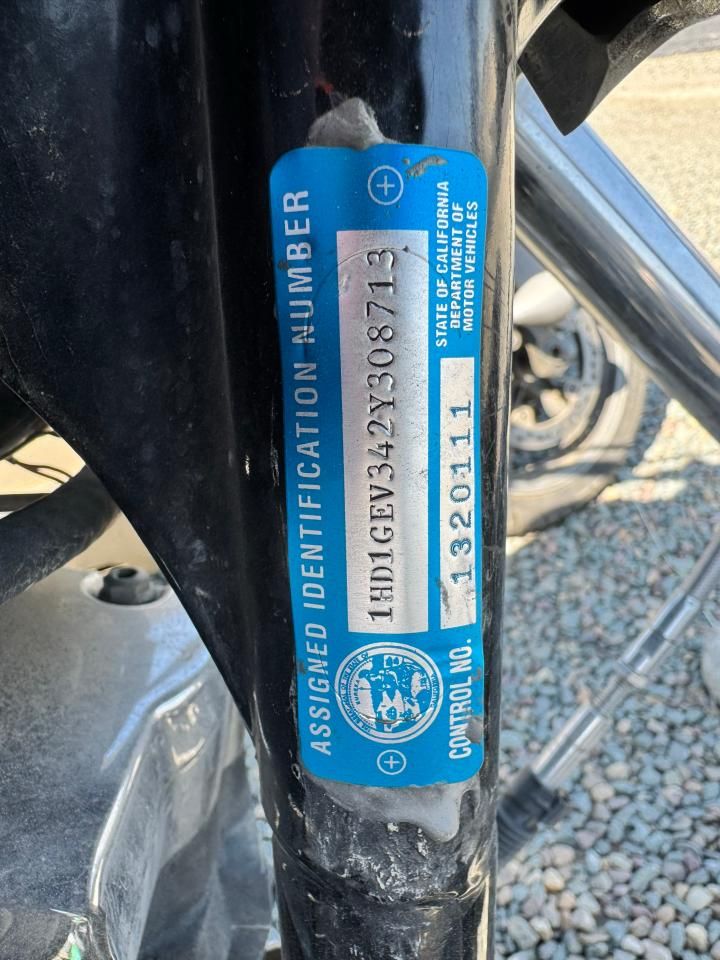 ASSIGNED IDENTIFICATION NUMBER
1HD1GEV342Y308713
STATE OF CALIFORNIA
DEPARTMENT OF
MOTOR VEHICLES
CONTROL NO. 1320111